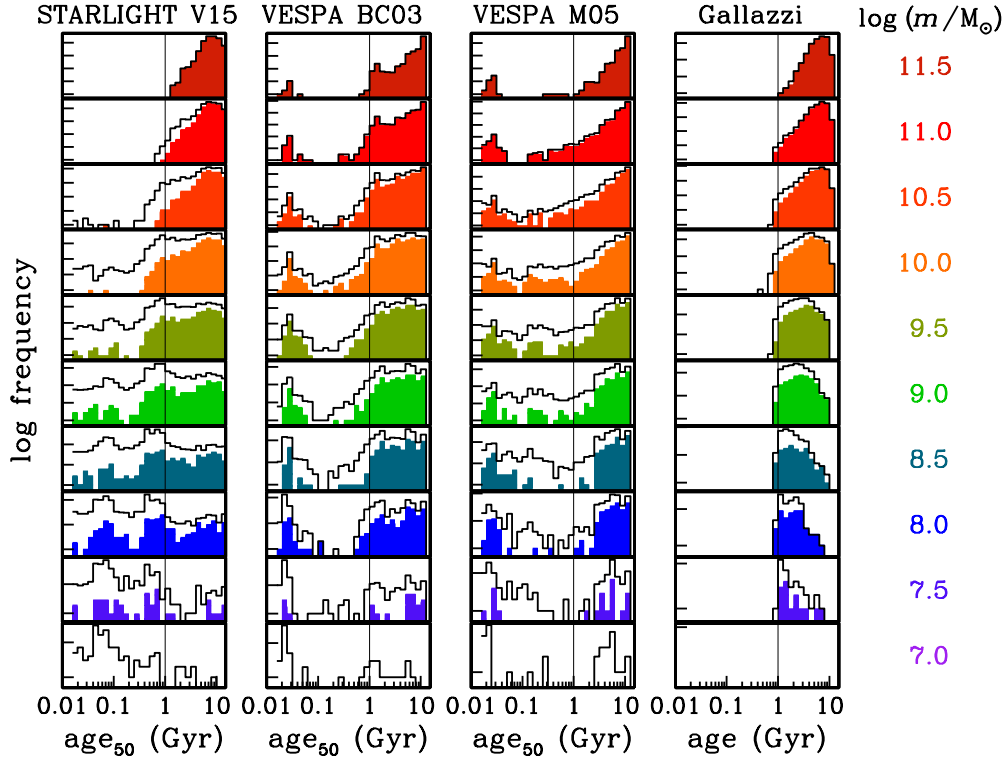 STARLIGHT V15 VESPA BC03 VESPA M05 Gallazzi log (m/M⊙)
11.5
11.0
10.5
10.0
9.5
9.0
8.5
8.0
7.5
7.0
log frequency
0.01 0.1 1 10 0.01 0.1 1 10 0.01 0.1 1 10 0.01 0.1 1 10
age50 (Gyr) age50 (Gyr) age50 (Gyr) age (Gyr)